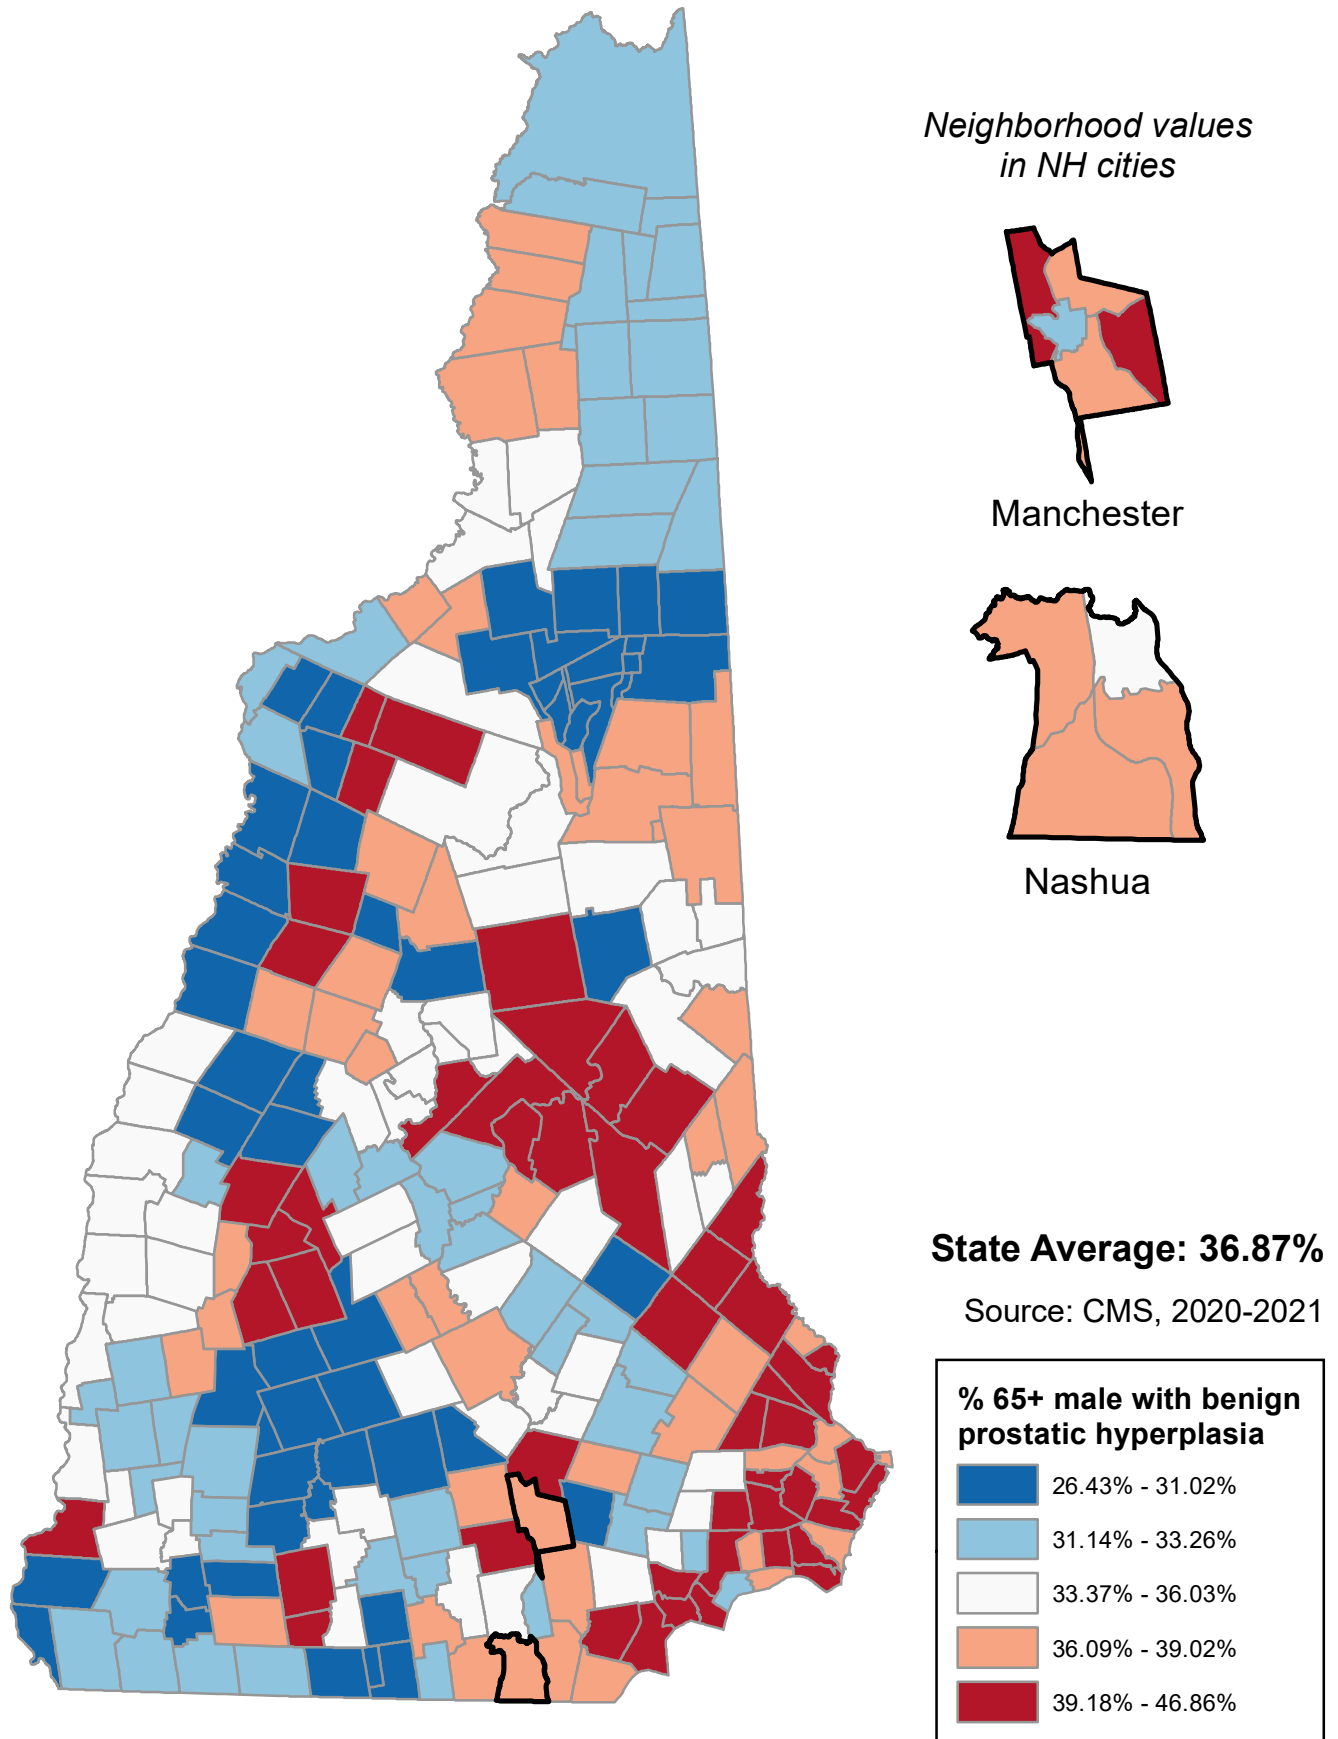 Neighborhood values
in NH cities
Manchester
Nashua
State Average: 36.87%
Source: CMS, 2020-2021
% 65+ male with benign
prostatic hyperplasia
26.43% - 31.02%
31.14% - 33.26%
33.37% - 36.03%
36.09% - 39.02%
39.18% - 46.86%